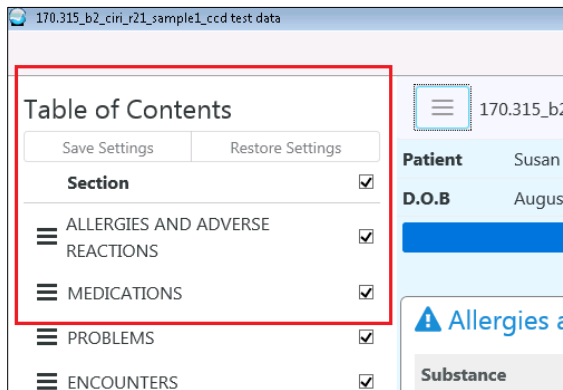 170.315_b2_ciri_r21_sample1_ccd test data
Table of Contents
Save Settings Restore Settings
Section
ALLERGIES AND ADVERSE
REACTIONS
MEDICATIONS
PROBLEMS
ENCOUNTERS
170.315_b2
Patient Susan
D.O.B Augus
Allergies a
Substance